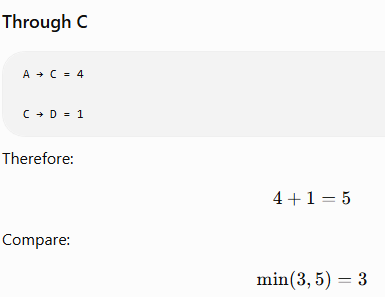 Through C
A → C = 4
C → D = 1
Therefore:
4 + 1 = 5
Compare:
min(3, 5) = 3